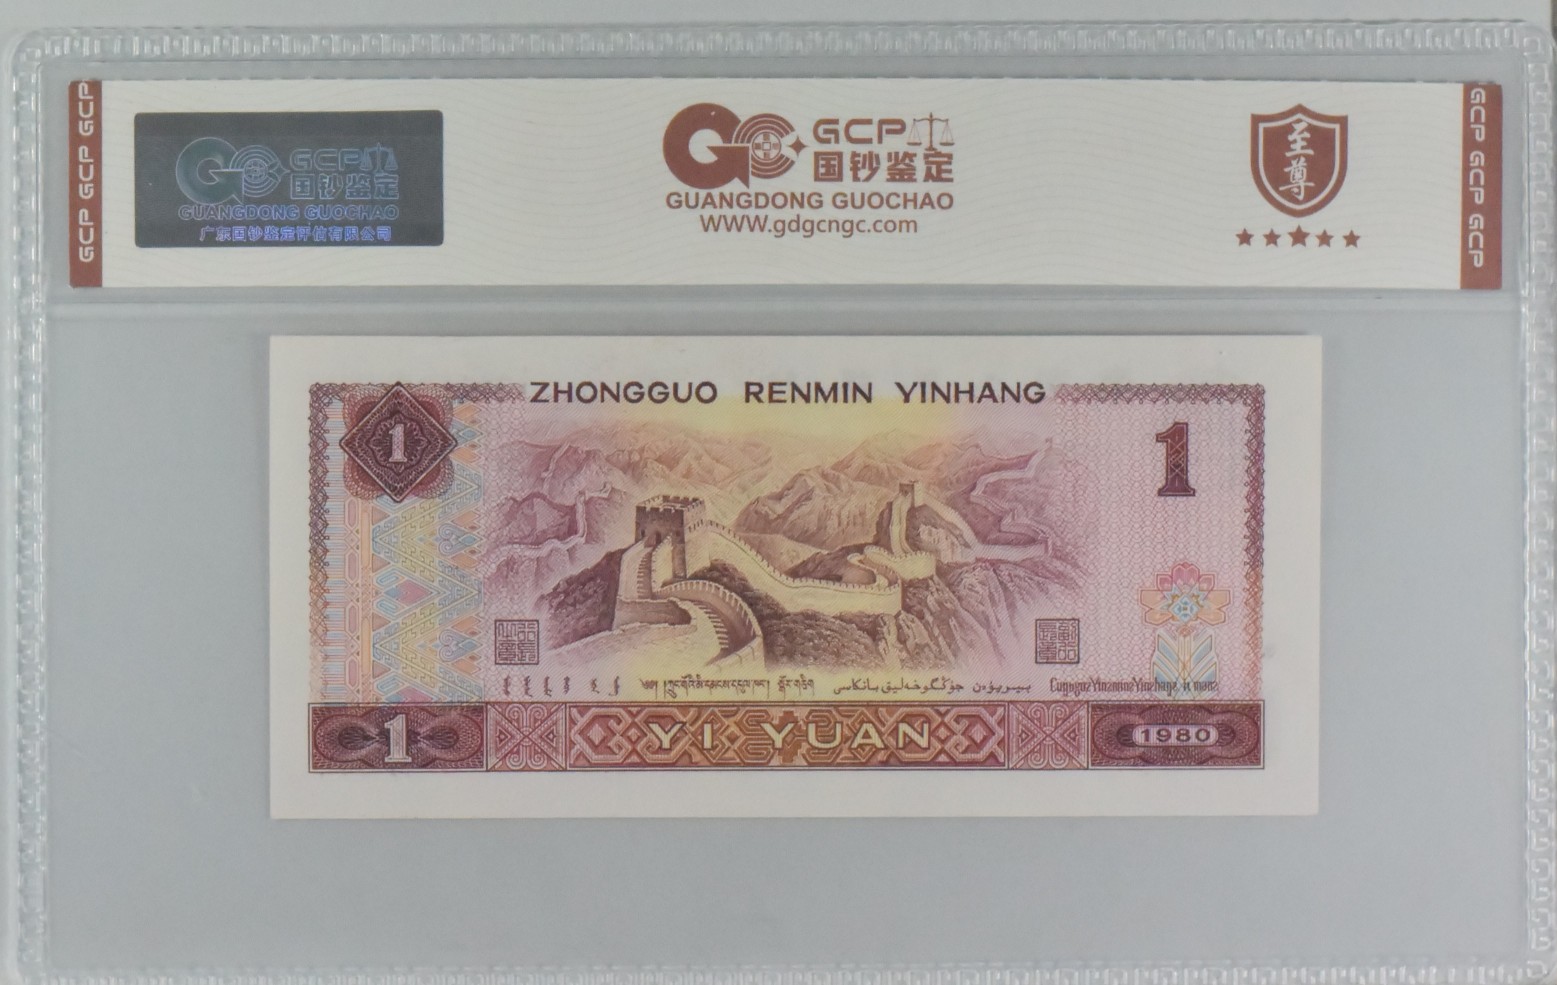 GCP GCP GCP
GCP
国钞鉴定
GUANGDONG GUOCHAO
广东国钞鉴定评估有限公司
GCP
国钞鉴定
GUANGDONG GUOCHAO
WWW.gdgcngc.com
至尊
GCP GCP GCP
ZHONGGUO RENMIN YINHANG
1
1
1
YI YUAN
1980